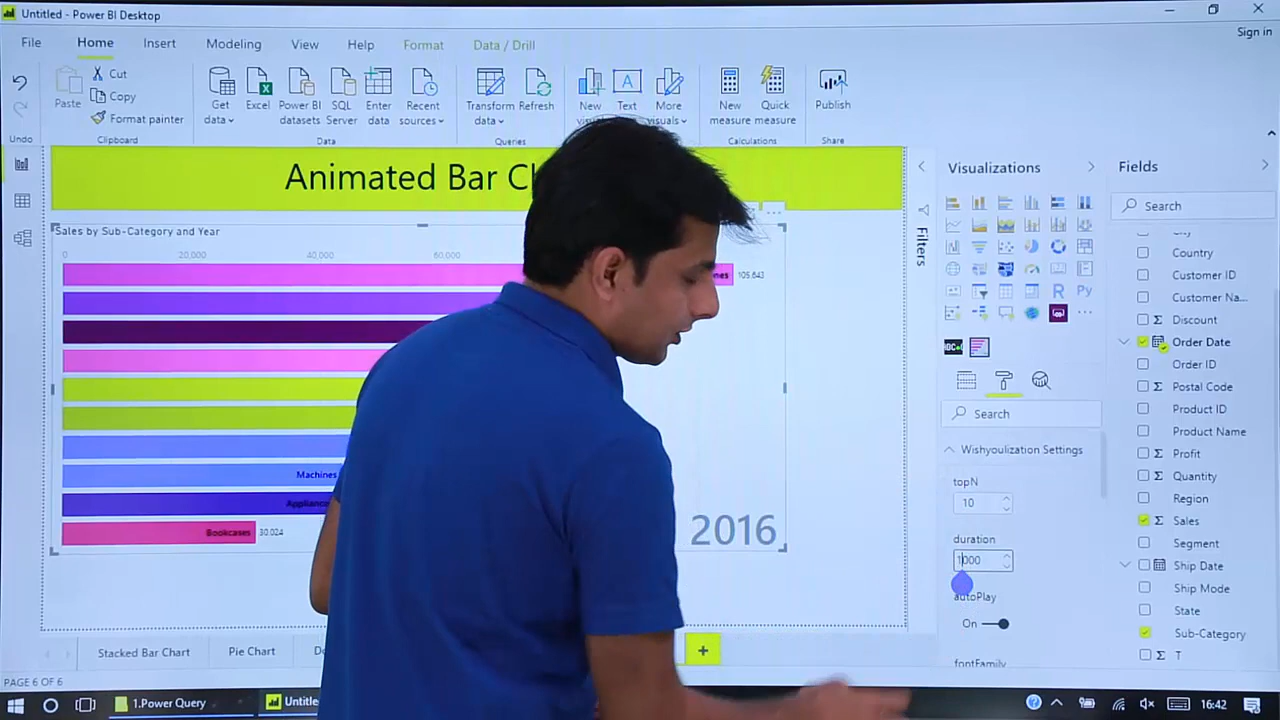 Untitled - Power BI Desktop
Sign in
File Home Insert Modeling View Help Format Data / Drill
Paste
Cut
Copy
Format painter
Get data
Excel
Power BI datasets
SQL Server
Enter data
Recent sources
Transform data
Refresh
New
Text
More
visuals
New measure
Quick measure
Publish
Undo Clipboard Data Queries Calculations Share
Animated Bar
Sales by Sub-Category and Year
0 20,000 40,000 60,000
105,643
Machines
Bookcases 30,024
2016
Filters
Visualizations
Search
Wishyoulization Settings
topN
10
duration
1000
autoPlay
On
fontFamily
Fields
Search
Country
Customer ID
Customer Na...
Discount
Order Date
Order ID
Postal Code
Product ID
Product Name
Profit
Quantity
Region
Sales
Segment
Ship Date
Ship Mode
State
Sub-Category
T
Stacked Bar Chart Pie Chart
+
PAGE 6 OF 6
1.Power Query
16:42